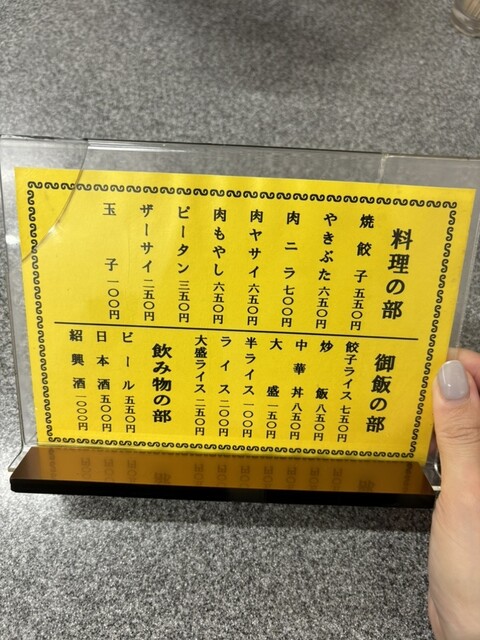 料理の部
焼餃子 五五〇円
やきぶた 六五〇円
肉ニラ 七〇〇円
肉ヤサイ 六五〇円
肉もやし 六五〇円
ピータン 三五〇円
ザーサイ 二五〇円
玉子 一〇〇円
御飯の部
餃子ライス 七五〇円
炒飯 八五〇円
中華丼 八五〇円
大盛 一五〇円
半ライス 一〇〇円
ライス 二〇〇円
大盛ライス 二五〇円
飲み物の部
ビール 五五〇円
日本酒 五〇〇円
紹興酒 一〇〇〇円